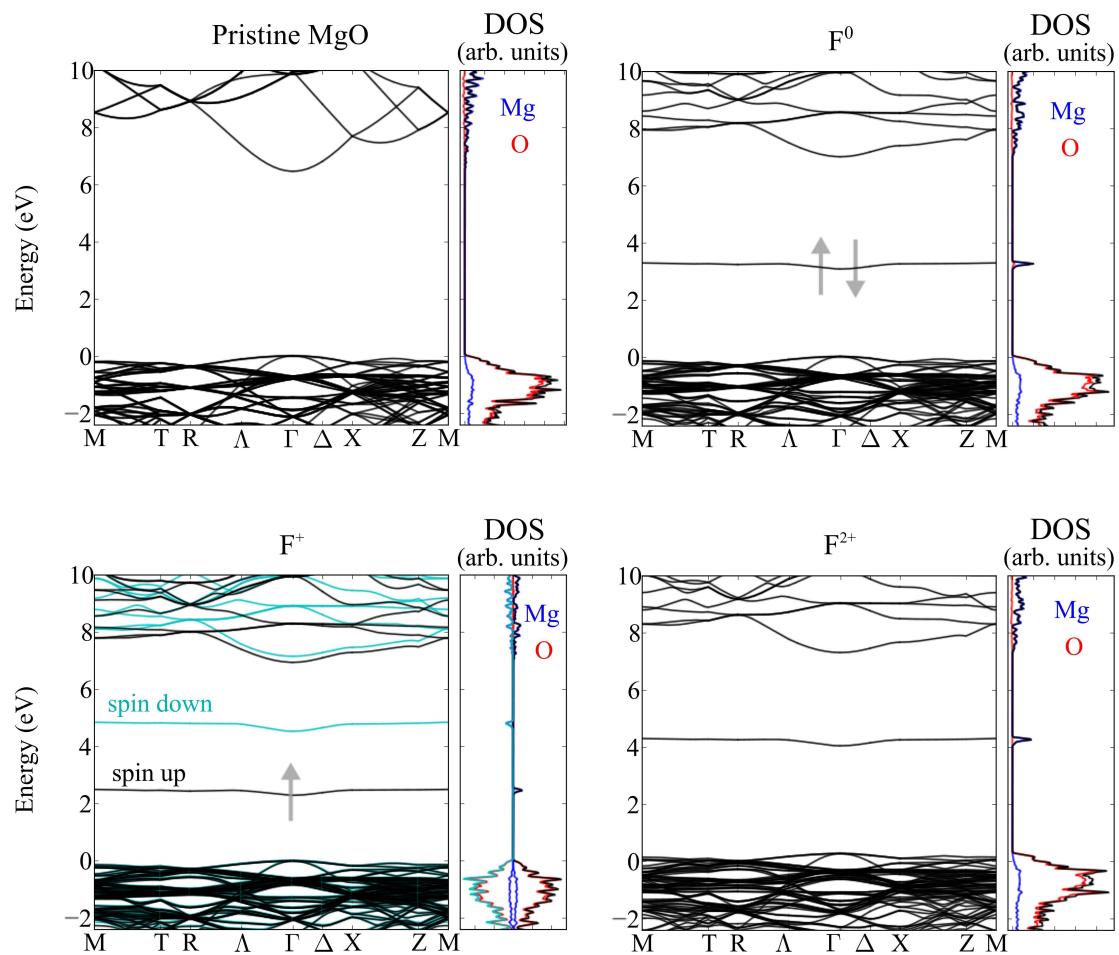 Pristine MgO
DOS
(arb. units)
F⁰
DOS
(arb. units)
Energy (eV)
10
8
6
4
2
0
−2
Mg
O
M T R Λ Γ Δ X Z M
10
8
6
4
2
0
−2
Mg
O
M T R Λ Γ Δ X Z M
F⁺
DOS
(arb. units)
F²⁺
DOS
(arb. units)
Energy (eV)
10
8
6
4
2
0
−2
spin down
spin up
Mg
O
M T R Λ Γ Δ X Z M
10
8
6
4
2
0
−2
Mg
O
M T R Λ Γ Δ X Z M